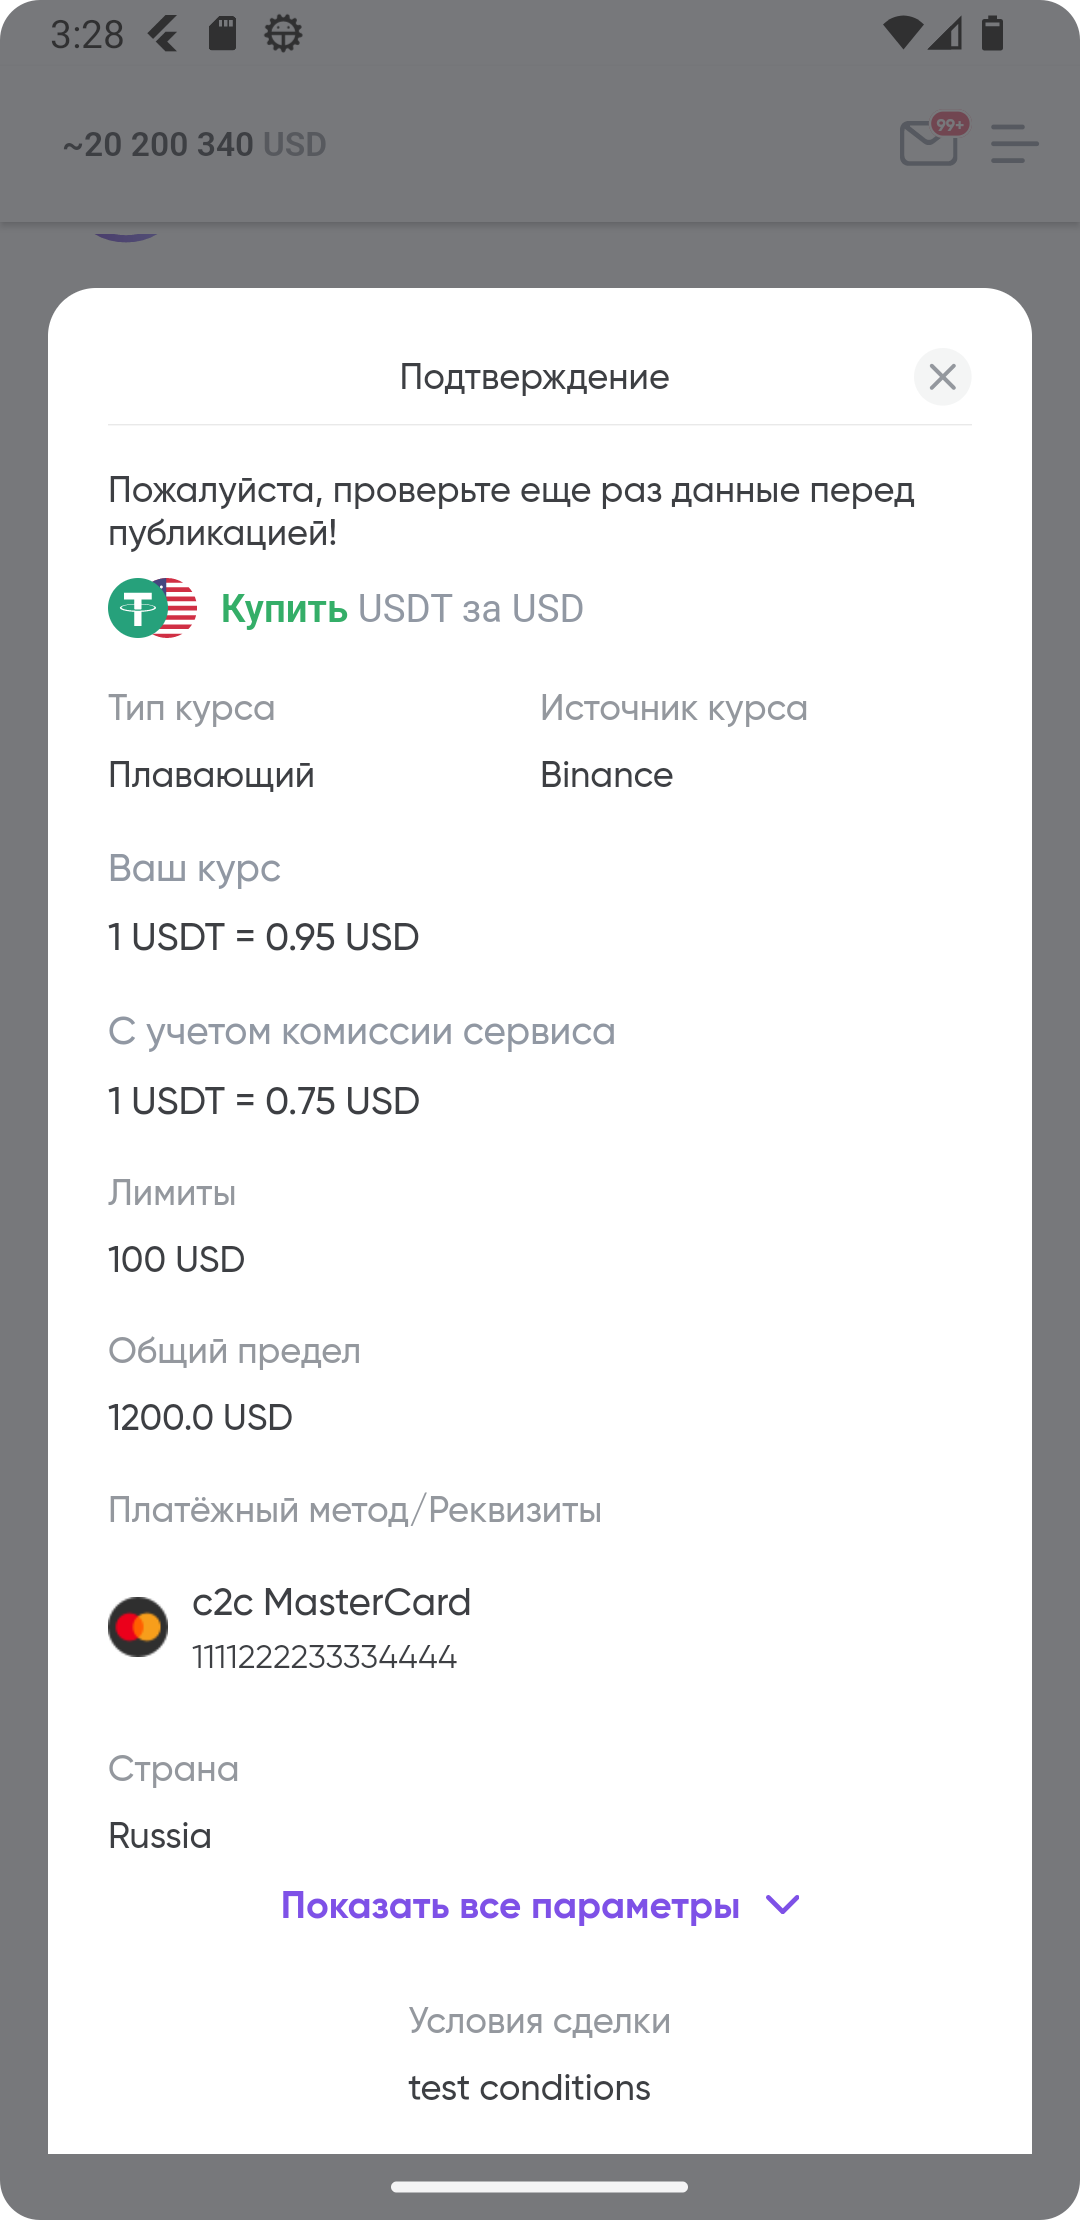 3:28
~20 200 340 USD
99+
Подтверждение
Пожалуйста, проверьте еще раз данные перед
публикацией!
Купить USDT за USD
Тип курса
Источник курса
Плавающий
Binance
Ваш курс
1 USDT = 0.95 USD
С учетом комиссии сервиса
1 USDT = 0.75 USD
Лимиты
100 USD
Общий предел
1200.0 USD
Платёжный метод/Реквизиты
c2c MasterCard
1111222233334444
Страна
Russia
Показать все параметры
Условия сделки
test conditions